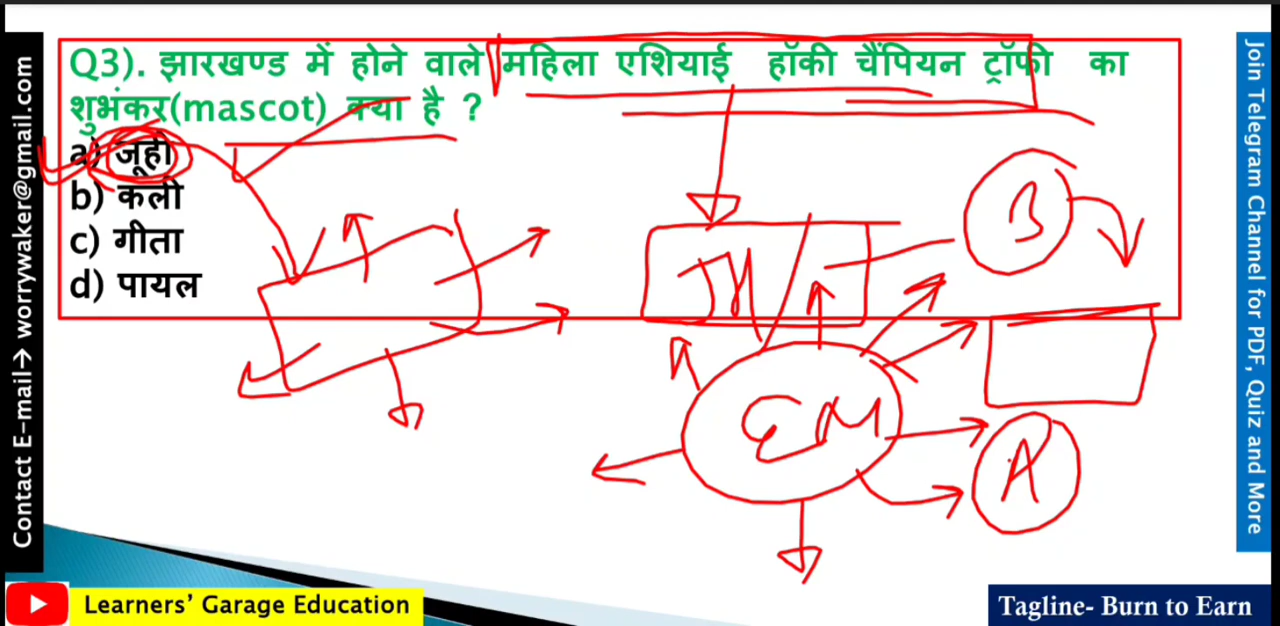 Q3). झारखण्ड में होने वाले महिला एशियाई हॉकी चैंपियन ट्रॉफी का
शुभंकर(mascot) क्या है ?
a) जूही
b) कली
c) गीता
d) पायल
B
EM
A
Contact E-mail→ worrywaker@gmail.com
Join Telegram Channel for PDF, Quiz and More
Learners’ Garage Education
Tagline- Burn to Earn